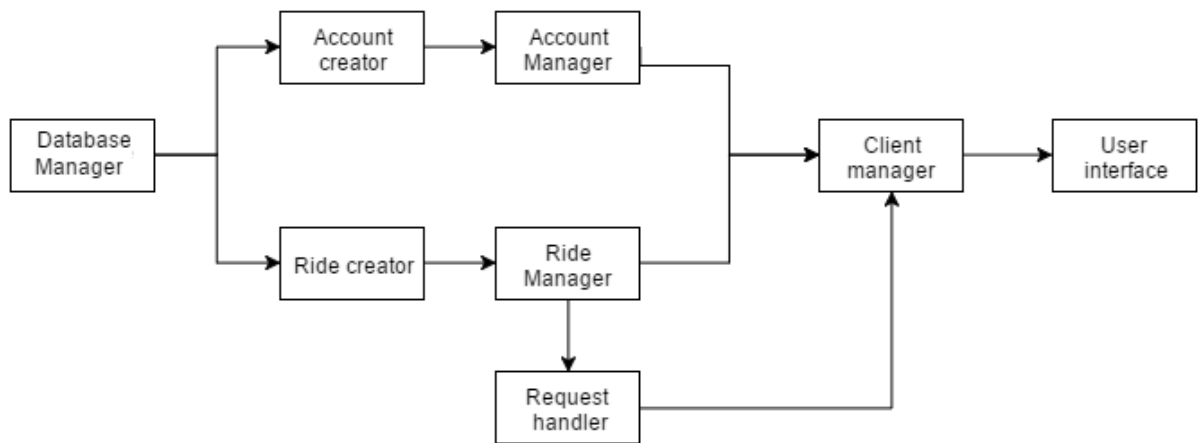 Account
creator
Account
Manager
Database
Manager
Client
manager
User
interface
Ride creator
Ride
Manager
Request
handler